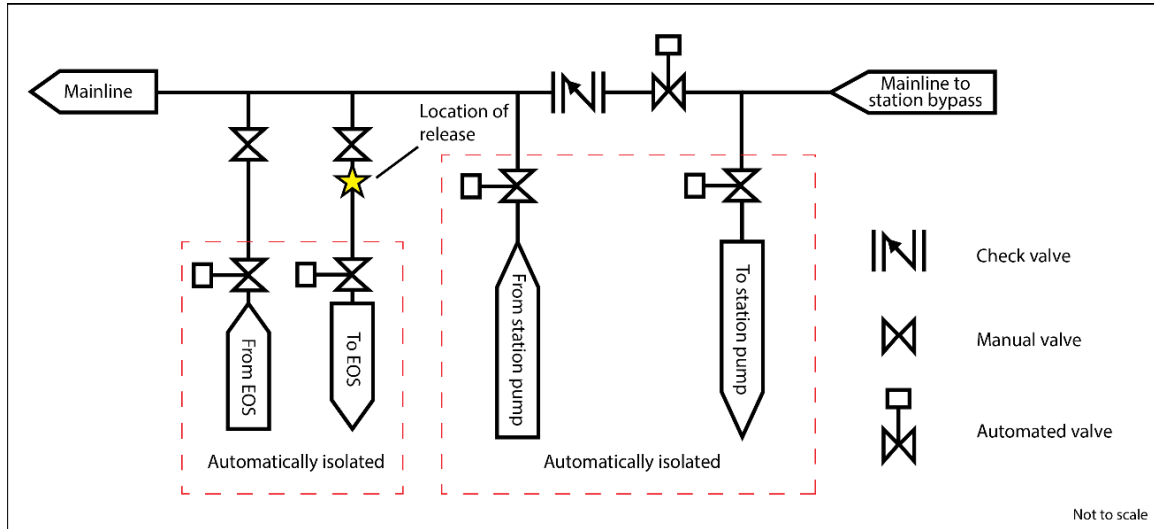 Mainline
Location of
release
Mainline to
station bypass
From EOS
To EOS
From station pump
To station pump
Automatically isolated
Automatically isolated
Check valve
Manual valve
Automated valve
Not to scale